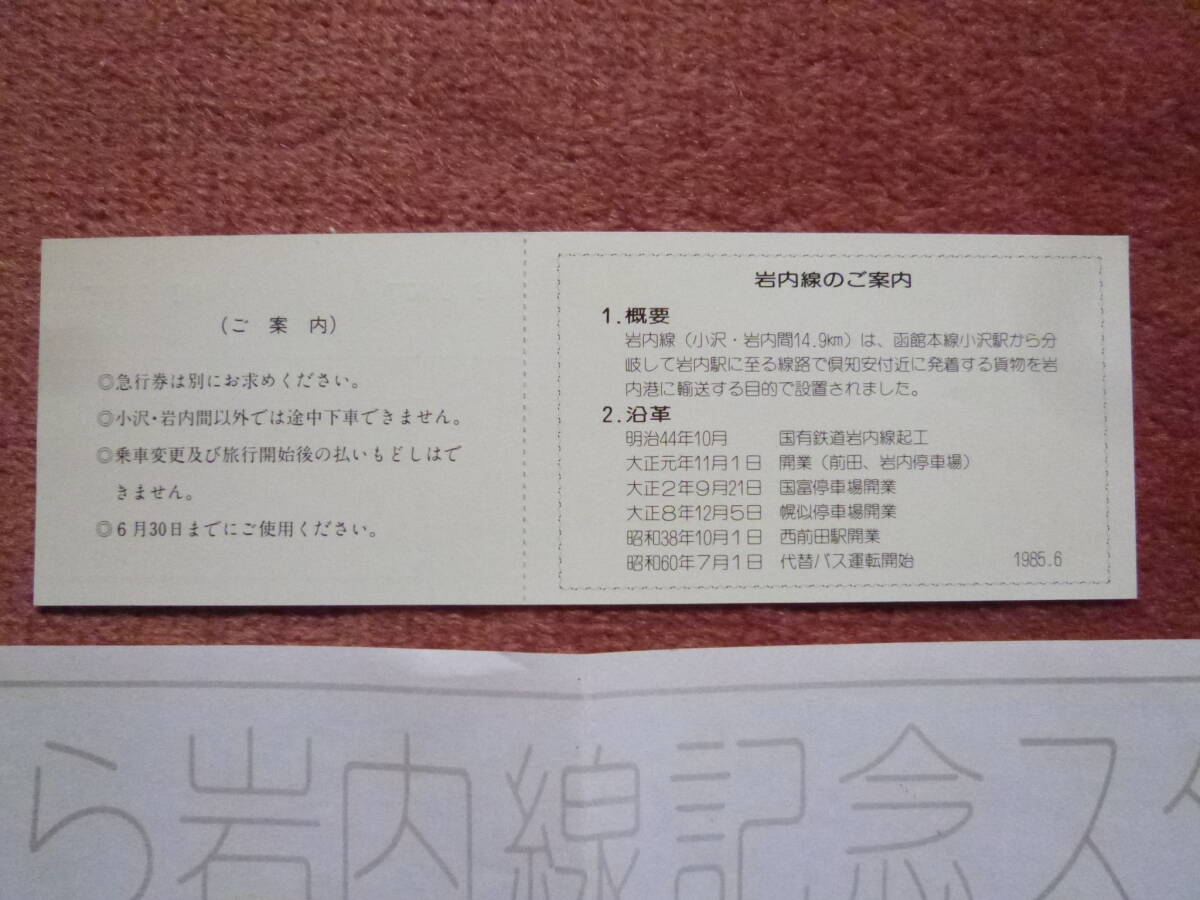 (ご 案 内)
◎急行券は別にお求めください。
◎小沢・岩内間以外では途中下車できません。
◎乗車変更及び旅行開始後の払いもどしはで
きません。
◎6月30日までにご使用ください。
岩内線のご案内
1.概要
岩内線（小沢・岩内間14.9km）は、函館本線小沢駅から分
岐して岩内駅に至る線路で倶知安付近に発着する貨物を岩
内港に輸送する目的で設置されました。
2.沿革
明治44年10月 国有鉄道岩内線起工
大正元年11月1日 開業（前田、岩内停車場）
大正2年9月21日 国富停車場開業
大正8年12月5日 幌似停車場開業
昭和38年10月1日 西前田駅開業
昭和60年7月1日 代替バス運転開始 1985.6
ら岩内線記念ス